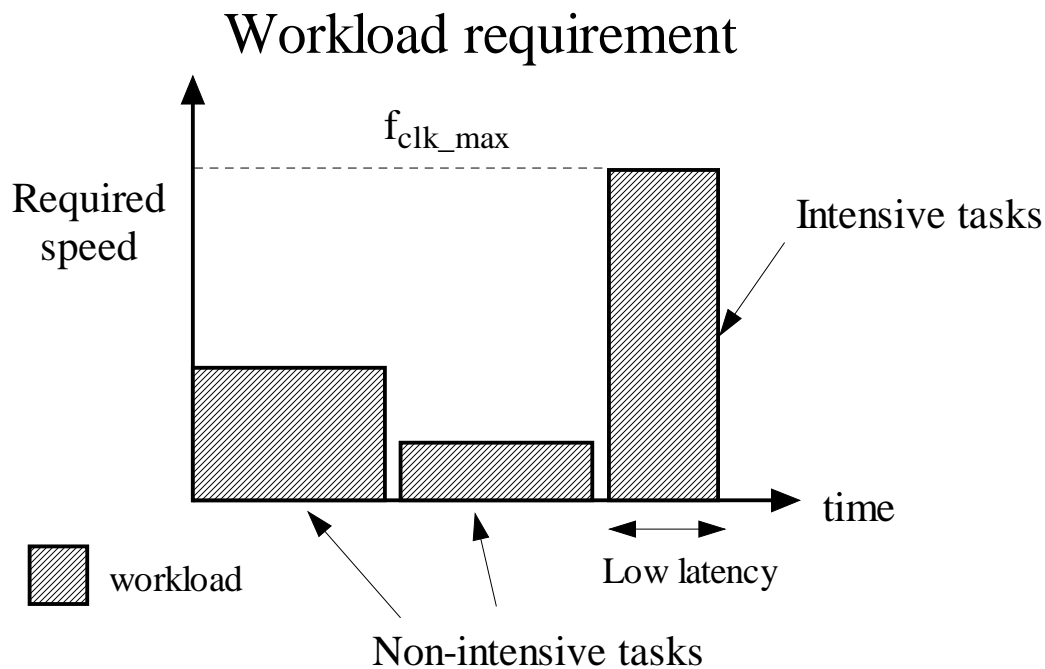 Workload requirement
f_clk_max
Required
speed
Intensive tasks
time
Low latency
workload
Non-intensive tasks